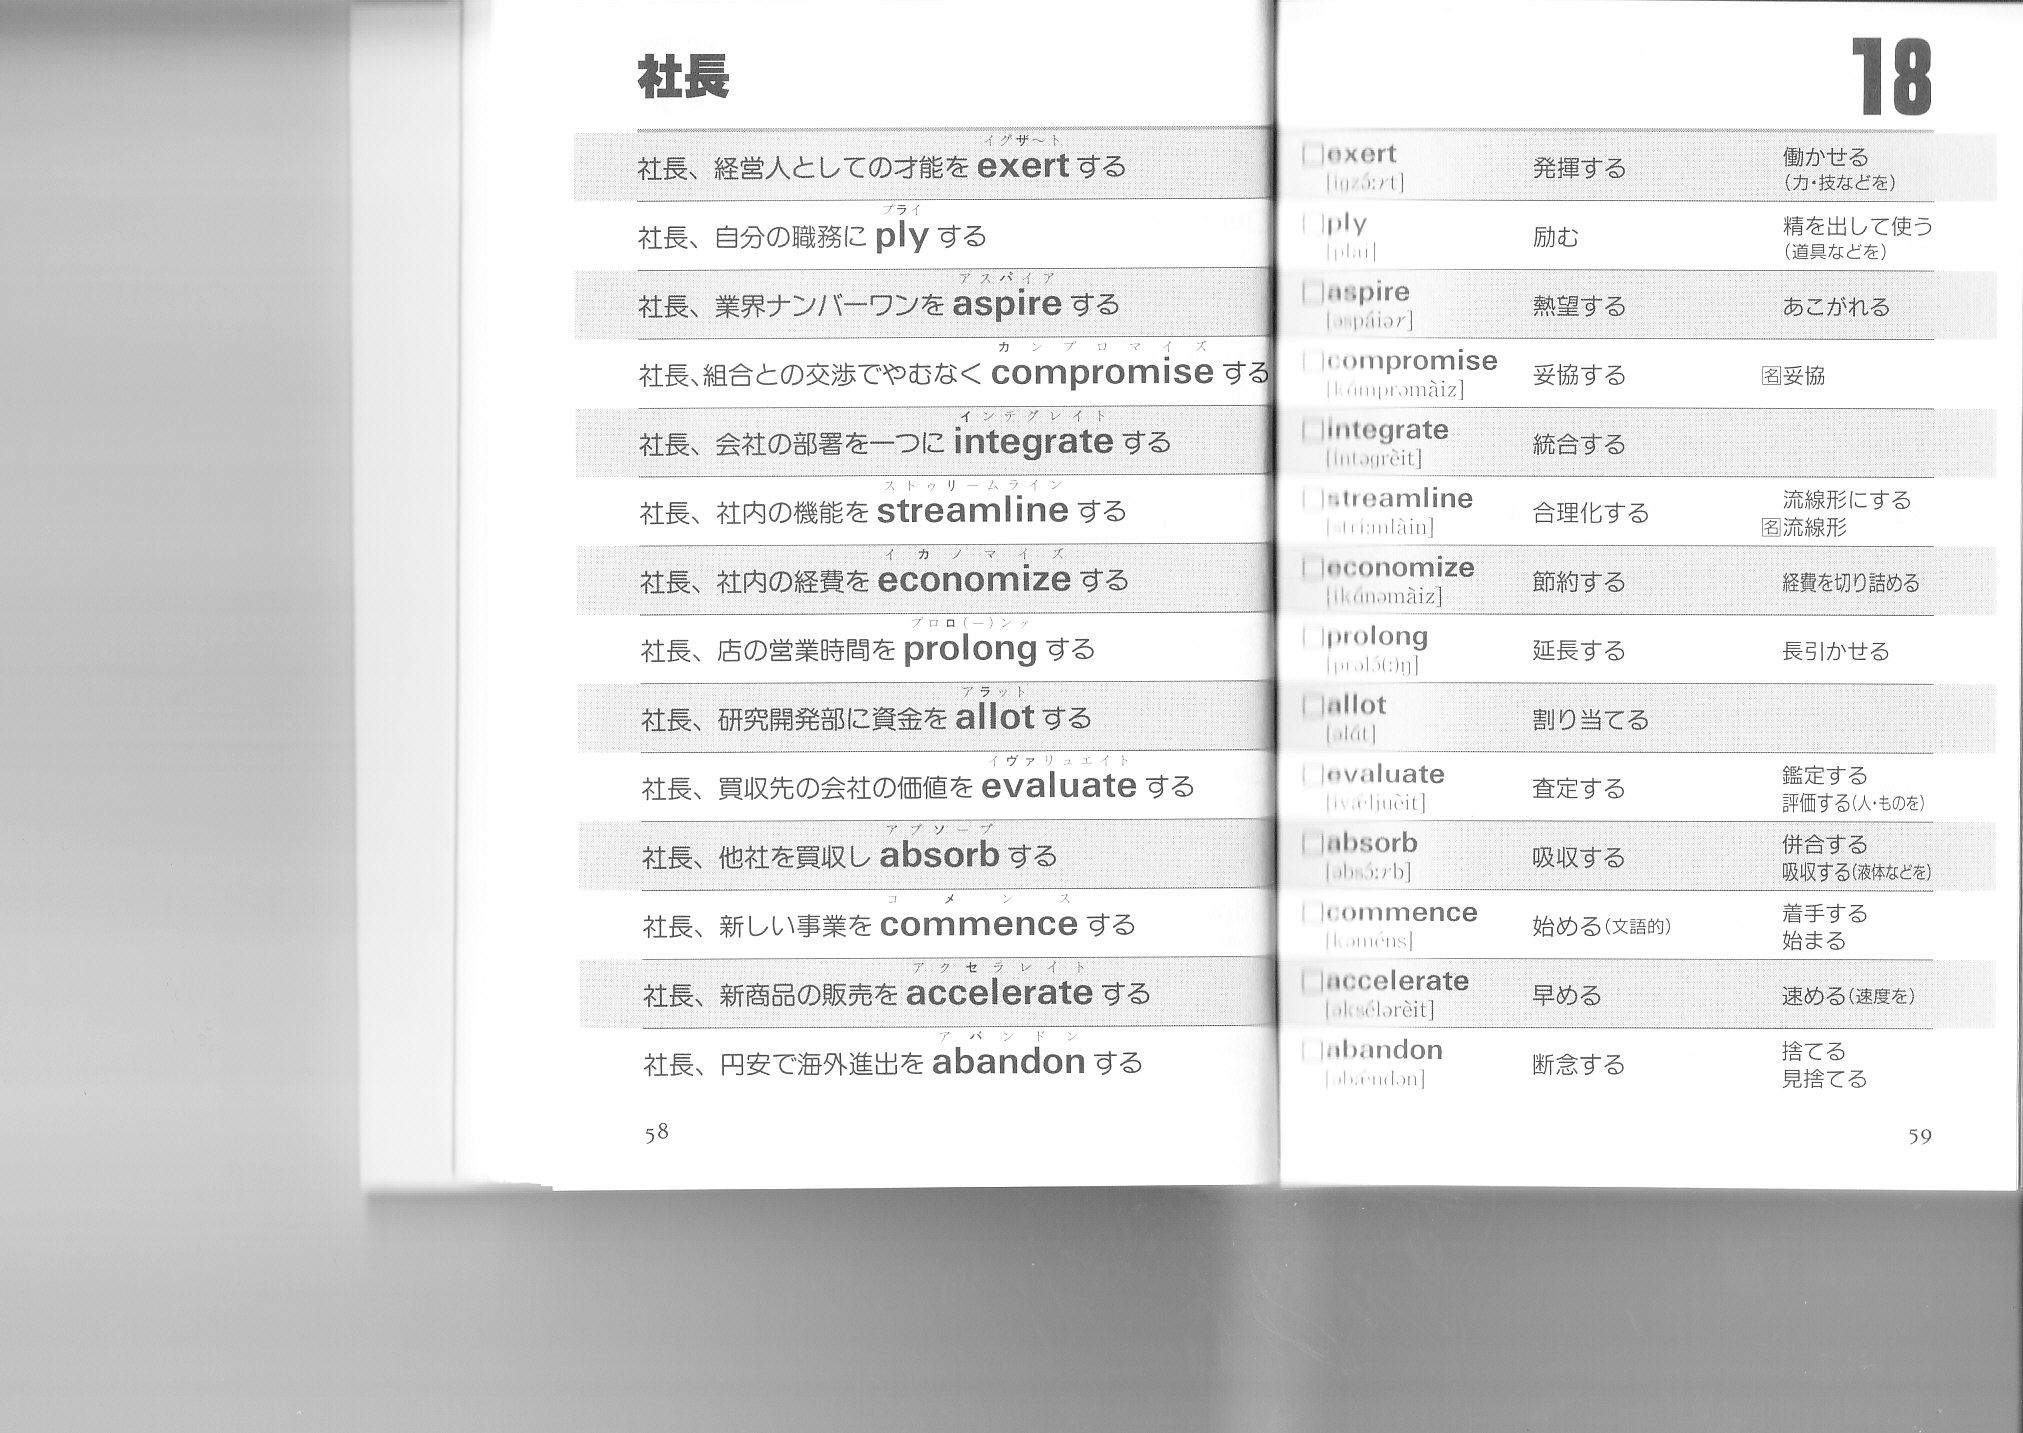 社長
イグザ～ト
社長、経営人としての才能を exert する
プライ
社長、自分の職務に ply する
アスパイア
社長、業界ナンバーワンを aspire する
カンプロマイズ
社長、組合との交渉でやむなく compromise する
インテグレイト
社長、会社の部署を一つに integrate する
ストゥリームライン
社長、社内の機能を streamline する
イカノマイズ
社長、社内の経費を economize する
プロロ(ー)ング
社長、店の営業時間を prolong する
アラット
社長、研究開発部に資金を allot する
イヴァリュエイト
社長、買収先の会社の価値を evaluate する
アブソーブ
社長、他社を買収し absorb する
コメンス
社長、新しい事業を commence する
アクセラレイト
社長、新商品の販売を accelerate する
アバンドン
社長、円安で海外進出を abandon する
58
18
□exert 発揮する 働かせる
[igzə́ːrt] (力・技などを)
□ply 励む 精を出して使う
[plai] (道具などを)
□aspire 熱望する あこがれる
[əspáiər]
□compromise 妥協する 名妥協
[kɑ́mprəmàiz]
□integrate 統合する
[íntəgrèit]
□streamline 合理化する 流線形にする
[stríːmlàin] 名流線形
□economize 節約する 経費を切り詰める
[ikɑ́nəmàiz]
□prolong 延長する 長引かせる
[prəlɔ́(ː)ŋ]
□allot 割り当てる
[əlɑ́t]
□evaluate 査定する 鑑定する
[ivǽljuèit] 評価する(人・ものを)
□absorb 吸収する 併合する
[əbsɔ́ːrb] 吸収する(液体などを)
□commence 始める(文語的) 着手する
[kəméns] 始まる
□accelerate 早める 速める(速度を)
[əksélərèit]
□abandon 断念する 捨てる
[əbǽndən] 見捨てる
59